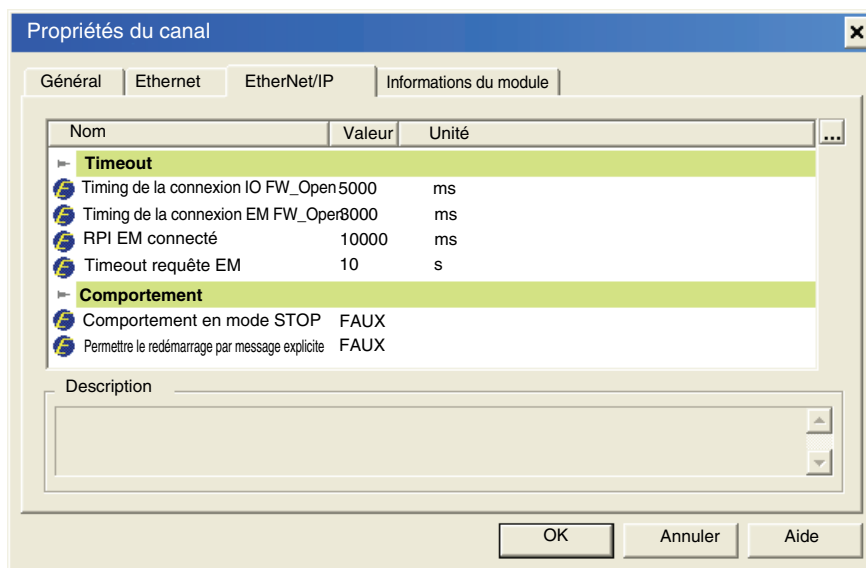 Propriétés du canal
Général Ethernet EtherNet/IP Informations du module
Nom Valeur Unité ...
Timeout
Timing de la connexion IO FW_Open 5000 ms
Timing de la connexion EM FW_Open 3000 ms
RPI EM connecté 10000 ms
Timeout requête EM 10 s
Comportement
Comportement en mode STOP FAUX
Permettre le redémarrage par message explicite FAUX
Description
OK Annuler Aide